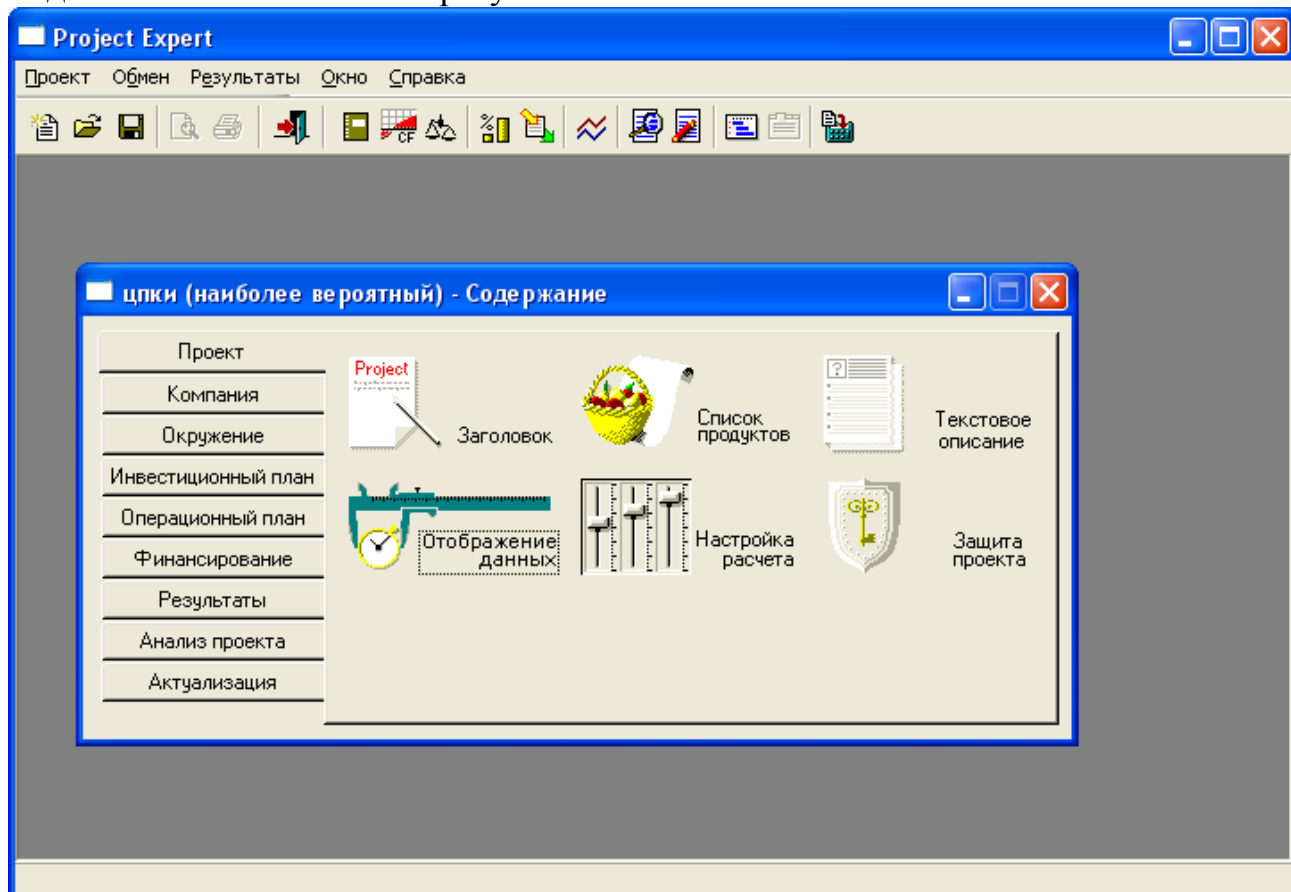 Project Expert
Проект Обмен Результаты Окно Справка
CF
цпки (наиболее вероятный) - Содержание
Проект
Компания
Окружение
Инвестиционный план
Операционный план
Финансирование
Результаты
Анализ проекта
Актуализация
Project
Заголовок
Список
продуктов
?
Текстовое
описание
Отображение
данных
Настройка
расчета
Защита
проекта